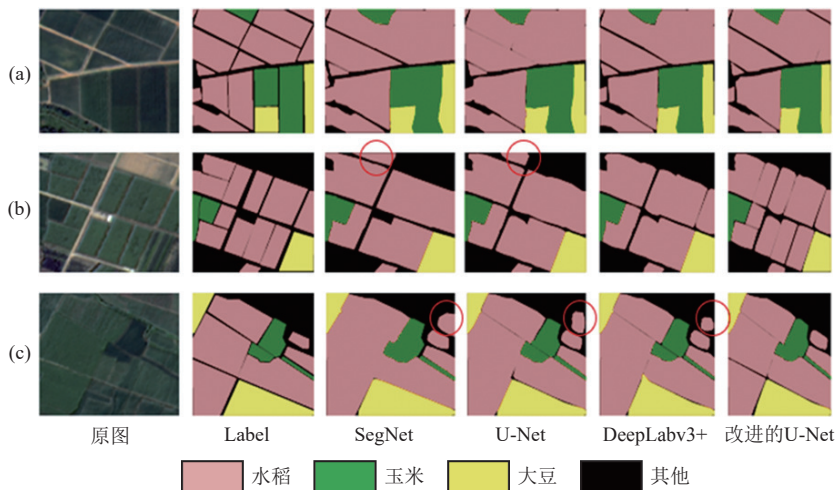 (a)
(b)
(c)
原图 Label SegNet U-Net DeepLabv3+ 改进的U-Net
水稻 玉米 大豆 其他